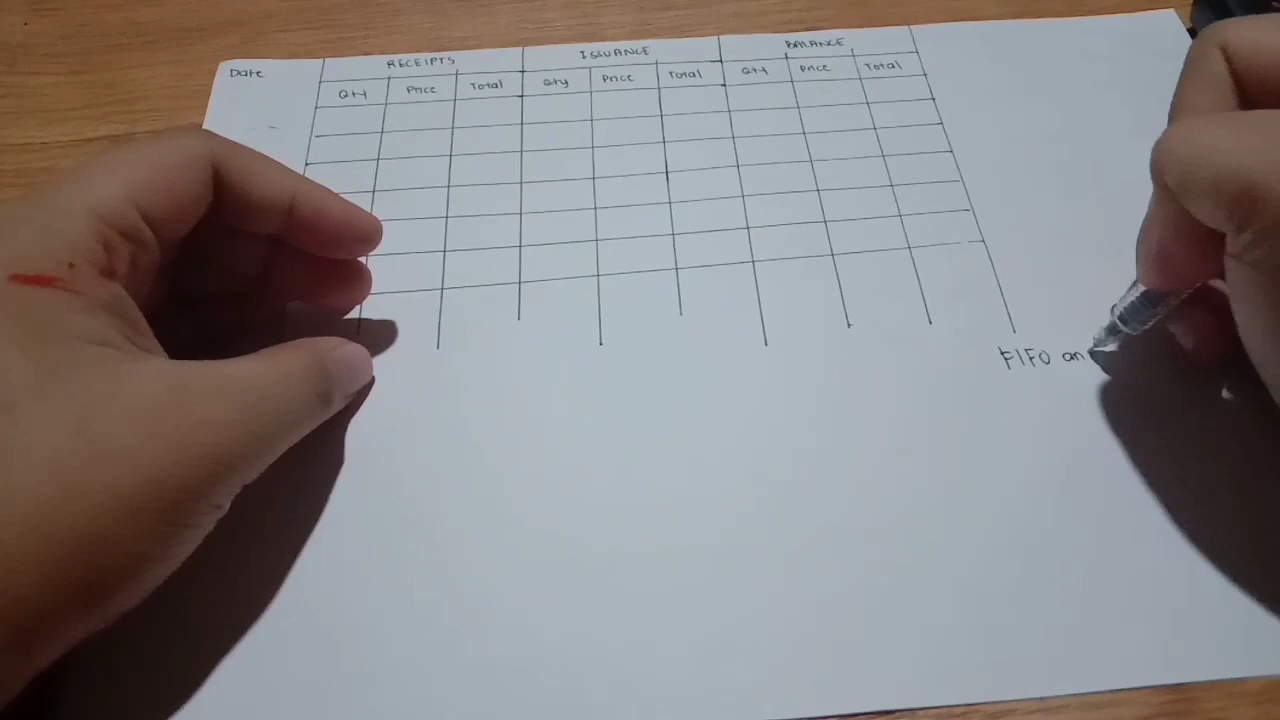 Date RECEIPTS ISSUANCE BALANCE
Qty Price Total Qty Price Total Qty Price Total
FIFO an